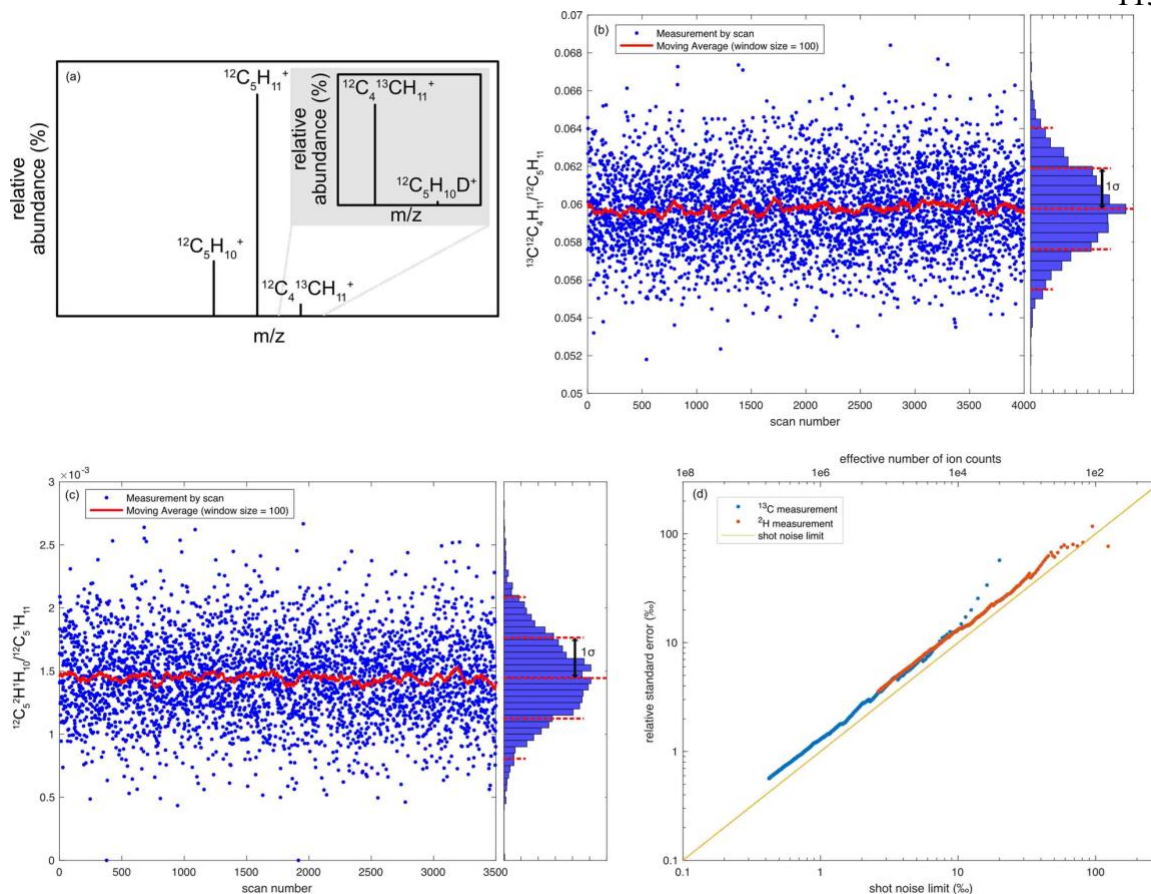 (a)
¹²C₅H₁₁⁺
¹²C₅H₁₀⁺
¹²C₄¹³CH₁₁⁺
relative
abundance (%)
m/z
¹²C₄¹³CH₁₁⁺
¹²C₅H₁₀D⁺
relative
abundance (%)
m/z
(b)
Measurement by scan
Moving Average (window size = 100)
¹³C¹²C₄H₁₁/¹²C₅H₁₁
0.07
0.068
0.066
0.064
0.062
0.06
0.058
0.056
0.054
0.052
0.05
0 500 1000 1500 2000 2500 3000 3500 4000
scan number
1σ
(c)
×10⁻³
Measurement by scan
Moving Average (window size = 100)
¹²C₅²H¹H₁₀/¹²C₅¹H₁₁
3
2.5
2
1.5
1
0.5
0
0 500 1000 1500 2000 2500 3000 3500
scan number
1σ
effective number of ion counts
1e8 1e6 1e4 1e2
(d)
¹³C measurement
²H measurement
shot noise limit
relative standard error (‰)
100
10
1
0.1
0.1 1 10 100
shot noise limit (‰)